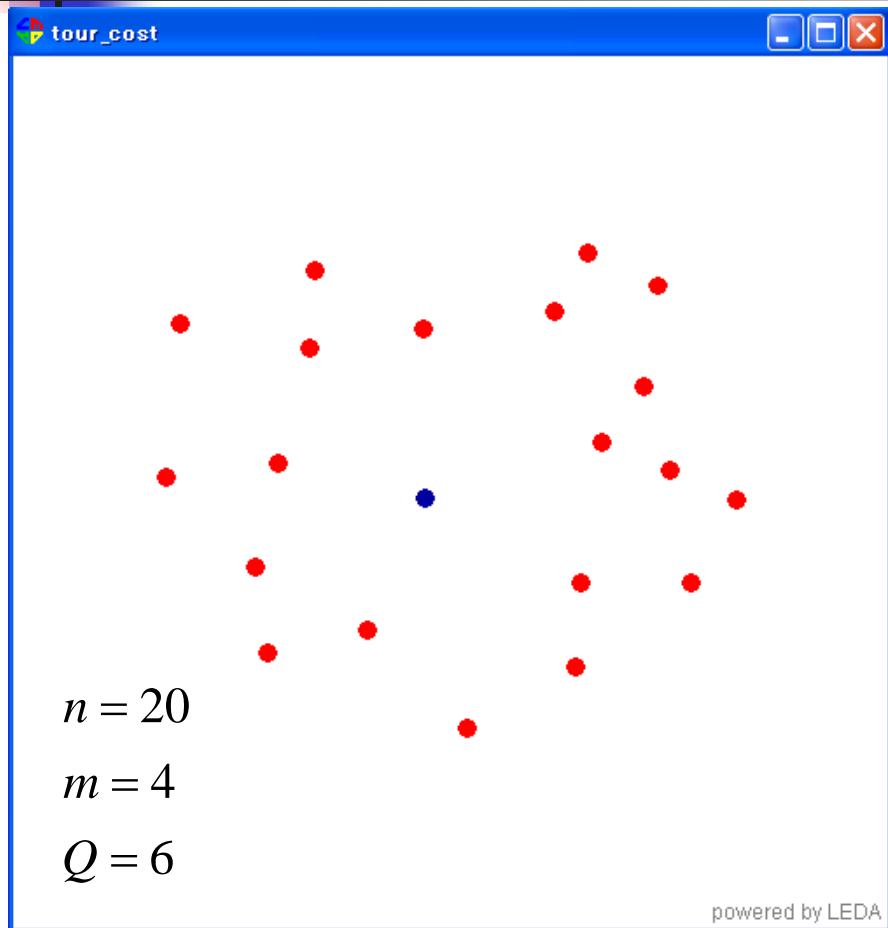 tour_cost
n = 20
m = 4
Q = 6
powered by LEDA